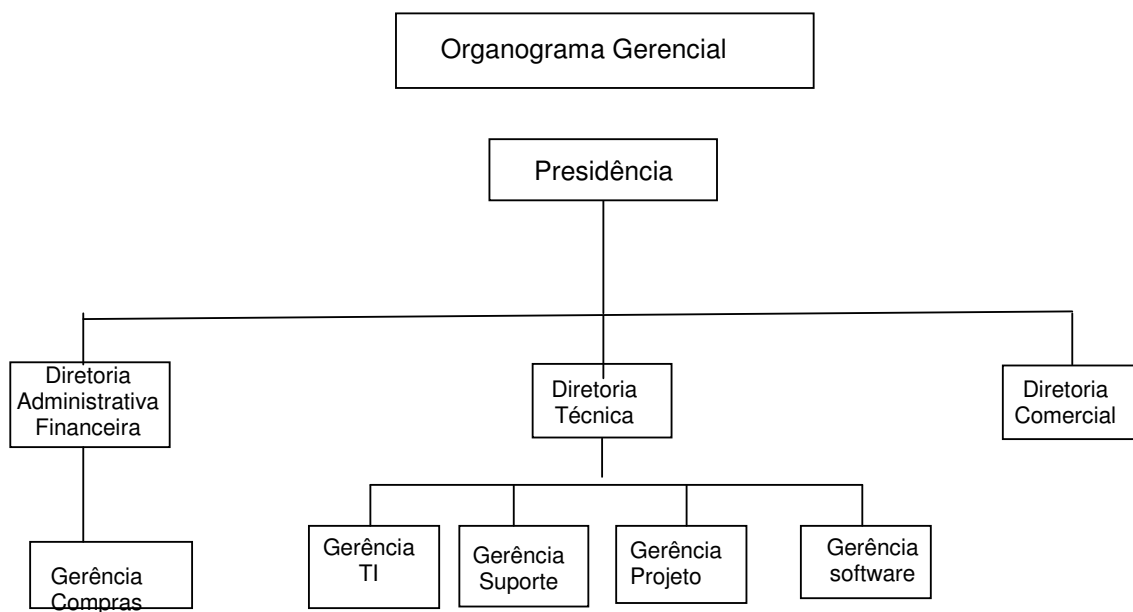 Organograma Gerencial
Presidência
Diretoria
Administrativa
Financeira
Diretoria
Técnica
Diretoria
Comercial
Gerência
Compras
Gerência
TI
Gerência
Suporte
Gerência
Projeto
Gerência
software